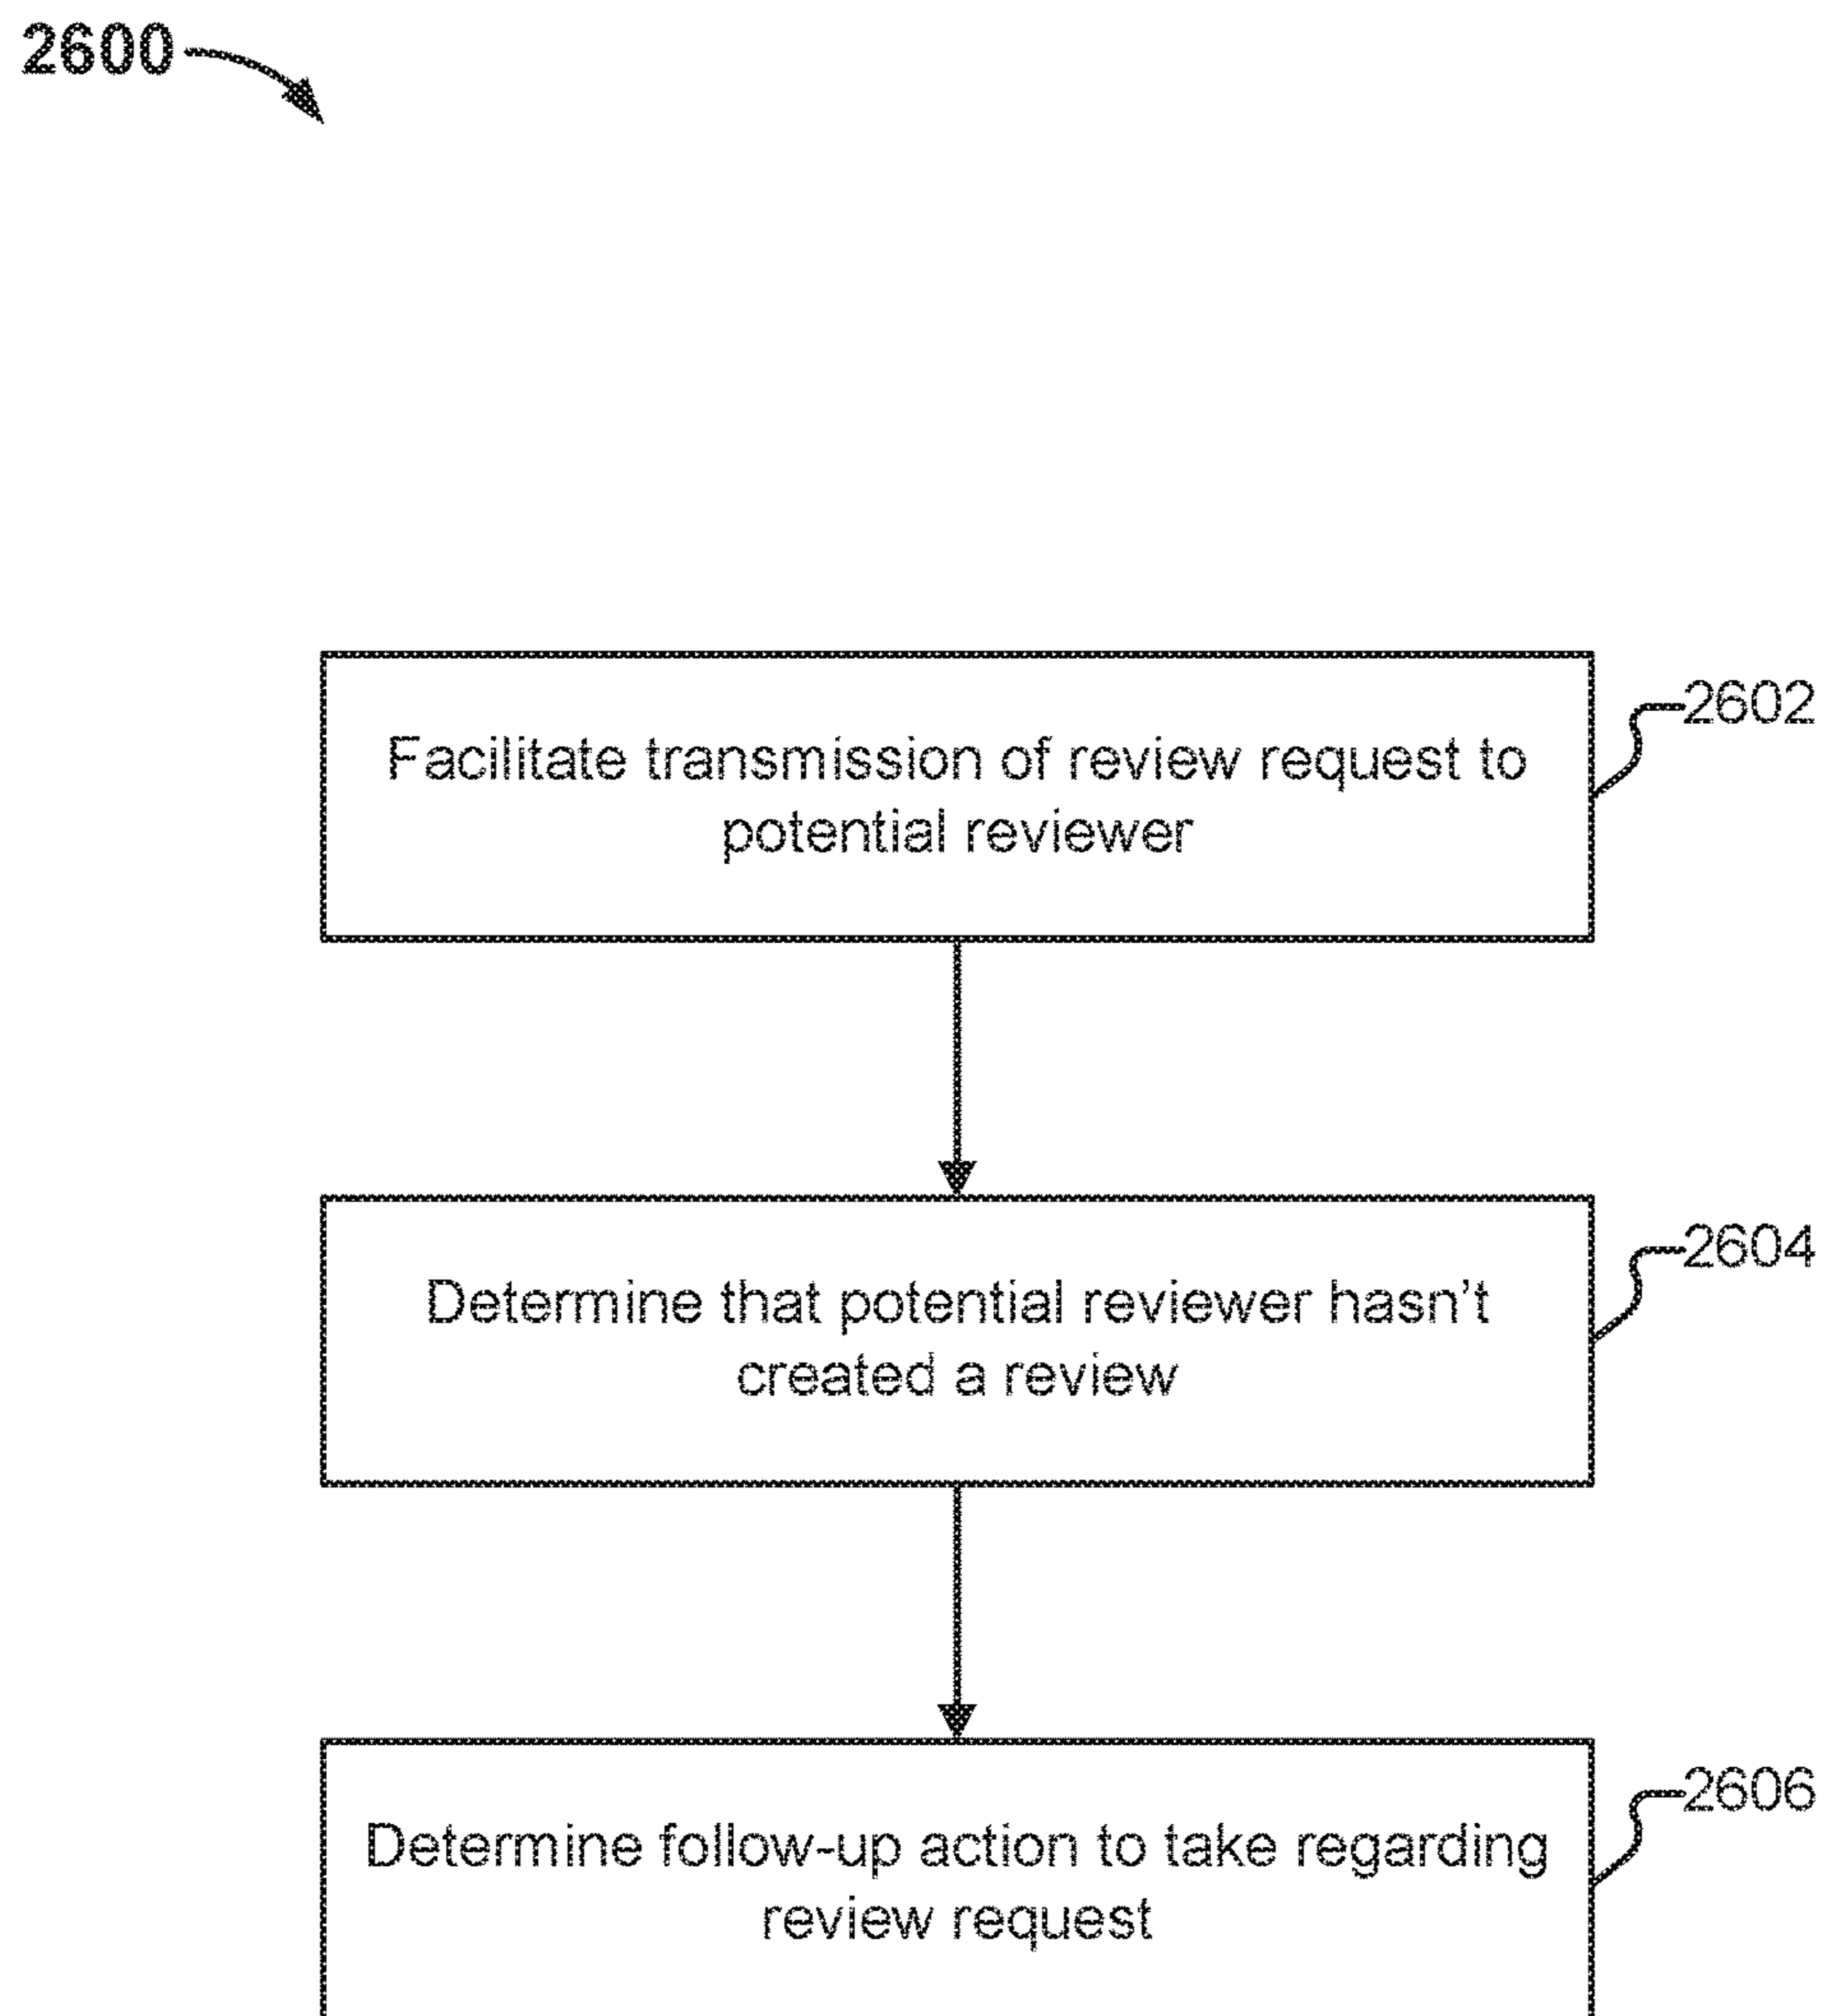 2600
Facilitate transmission of review request to
potential reviewer
2602
Determine that potential reviewer hasn't
created a review
2604
Determine follow-up action to take regarding
review request
2606